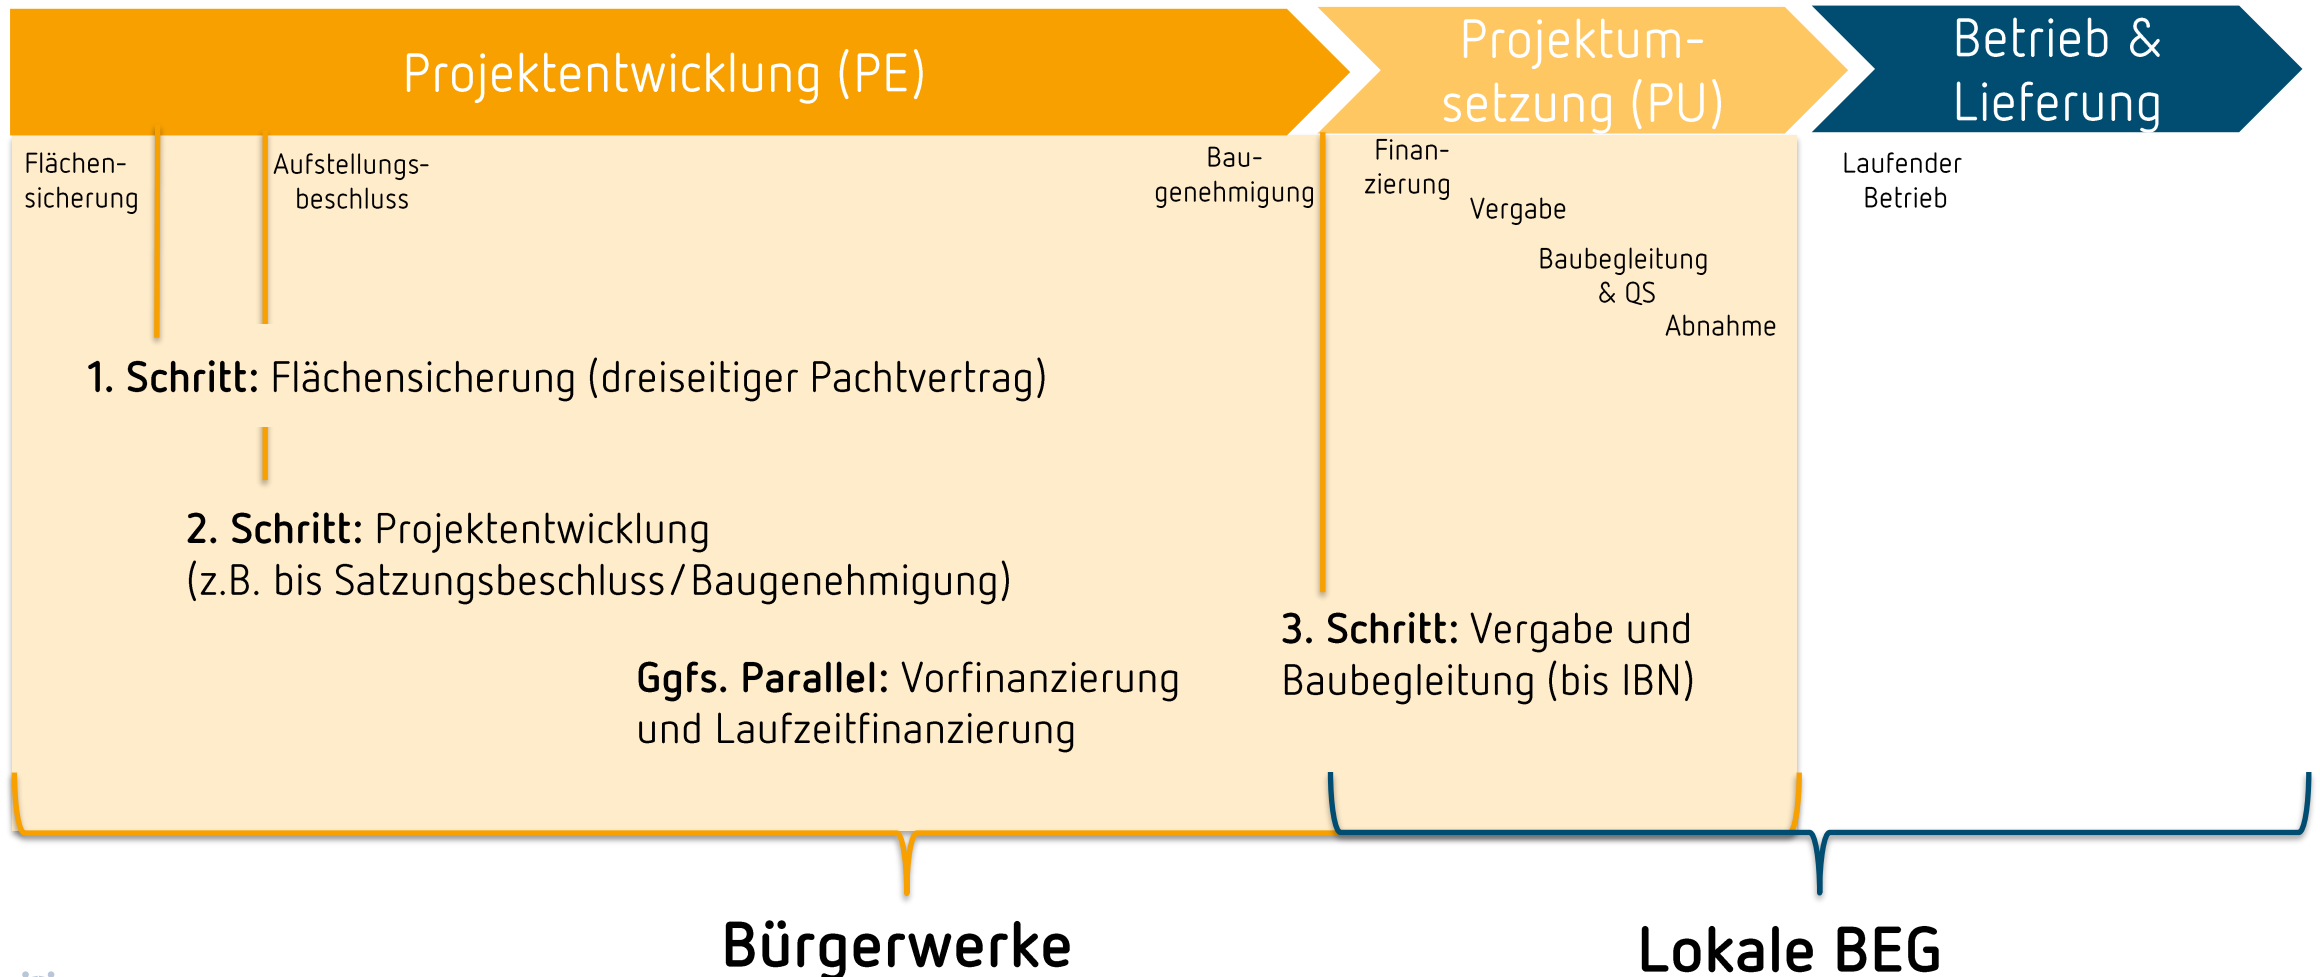 Projektentwicklung (PE)
Projektum-
setzung (PU)
Betrieb &
Lieferung
Flächen-
sicherung
Aufstellungs-
beschluss
Bau-
genehmigung
Finan-
zierung
Vergabe
Baubegleitung
& QS
Abnahme
Laufender
Betrieb
1. Schritt: Flächensicherung (dreiseitiger Pachtvertrag)
2. Schritt: Projektentwicklung
(z.B. bis Satzungsbeschluss/Baugenehmigung)
Ggfs. Parallel: Vorfinanzierung
und Laufzeitfinanzierung
3. Schritt: Vergabe und
Baubegleitung (bis IBN)
Bürgerwerke
Lokale BEG